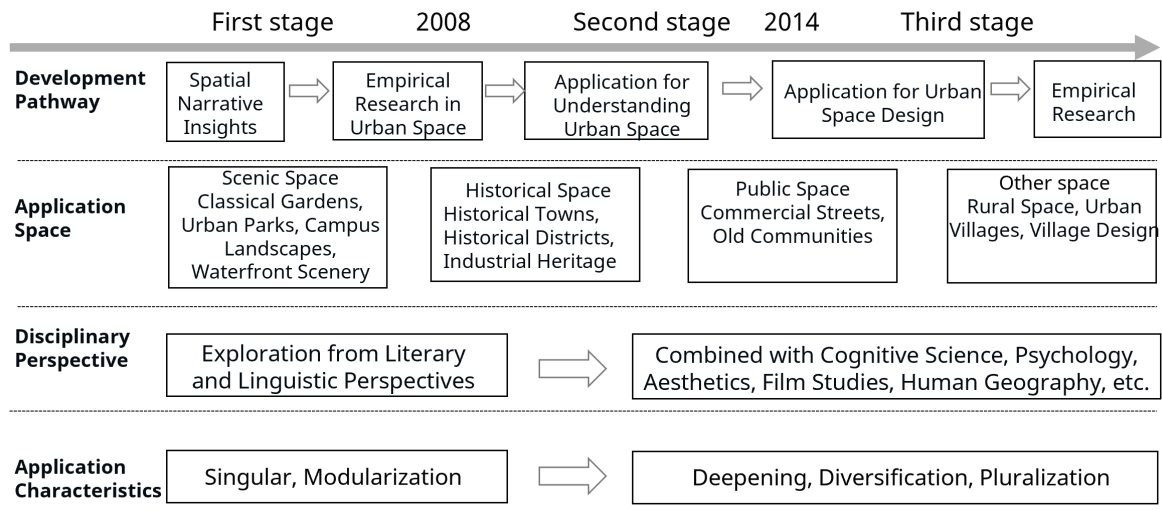 First stage 2008 Second stage 2014 Third stage
Development
Pathway
Spatial
Narrative
Insights
Empirical
Research in
Urban Space
Application for
Understanding
Urban Space
Application for Urban
Space Design
Empirical
Research
Application
Space
Scenic Space
Classical Gardens,
Urban Parks, Campus
Landscapes,
Waterfront Scenery
Historical Space
Historical Towns,
Historical Districts,
Industrial Heritage
Public Space
Commercial Streets,
Old Communities
Other space
Rural Space, Urban
Villages, Village Design
Disciplinary
Perspective
Exploration from Literary
and Linguistic Perspectives
Combined with Cognitive Science, Psychology,
Aesthetics, Film Studies, Human Geography, etc.
Application
Characteristics
Singular, Modularization
Deepening, Diversification, Pluralization